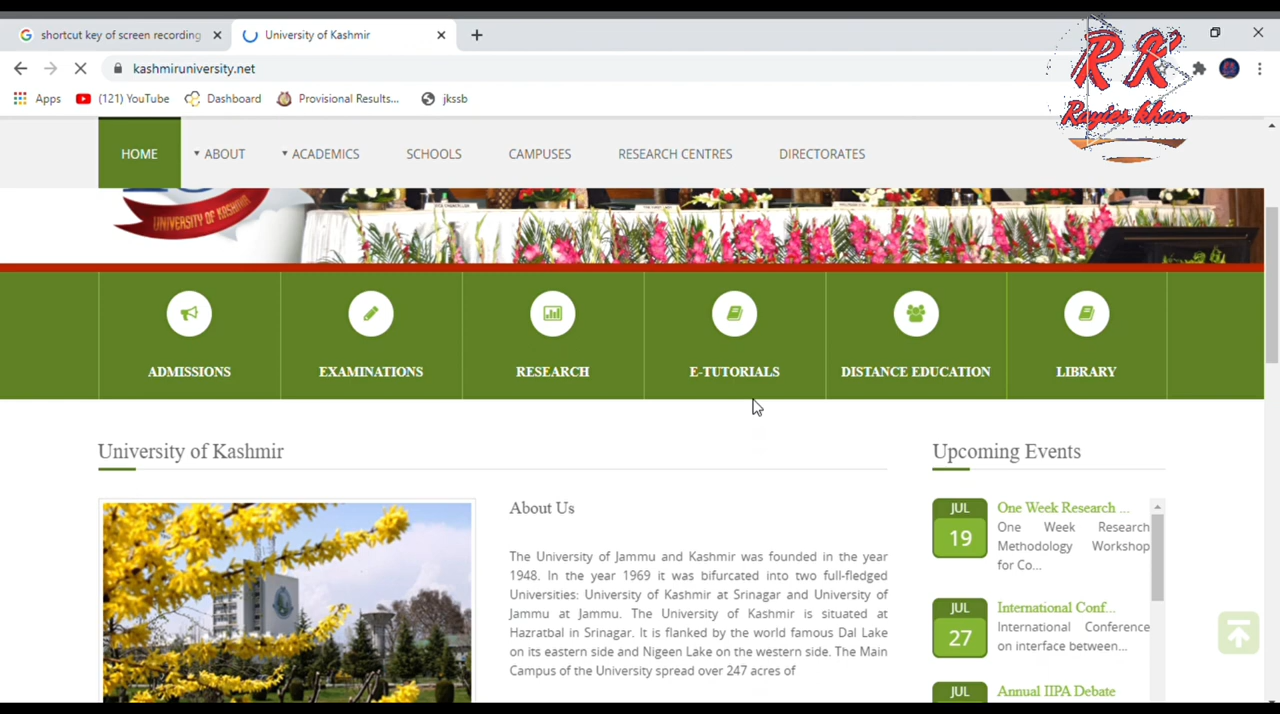 shortcut key of screen recording
University of Kashmir
kashmiruniversity.net
Apps
(121) YouTube
Dashboard
Provisional Results...
jkssb
RK
Rayies khan
HOME
ABOUT
ACADEMICS
SCHOOLS
CAMPUSES
RESEARCH CENTRES
DIRECTORATES
UNIVERSITY OF KASHMIR
ADMISSIONS
EXAMINATIONS
RESEARCH
E-TUTORIALS
DISTANCE EDUCATION
LIBRARY
University of Kashmir
About Us
The University of Jammu and Kashmir was founded in the year
1948. In the year 1969 it was bifurcated into two full-fledged
Universities: University of Kashmir at Srinagar and University of
Jammu at Jammu. The University of Kashmir is situated at
Hazratbal in Srinagar. It is flanked by the world famous Dal Lake
on its eastern side and Nigeen Lake on the western side. The Main
Campus of the University spread over 247 acres of
Upcoming Events
JUL
19
One Week Research ...
One Week Research
Methodology Workshop
for Co...
JUL
27
International Conf...
International Conference
on interface between...
JUL
Annual IIPA Debate